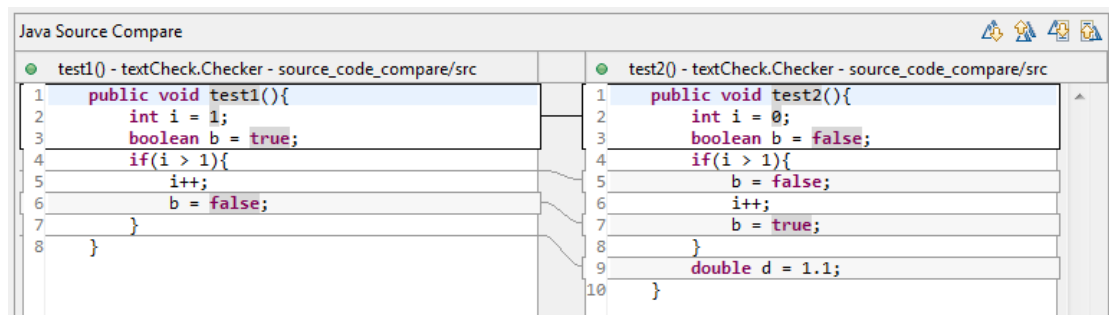 Java Source Compare
test1() - textCheck.Checker - source_code_compare/src
1 public void test1(){
2 int i = 1;
3 boolean b = true;
4 if(i > 1){
5 i++;
6 b = false;
7 }
8 }
test2() - textCheck.Checker - source_code_compare/src
1 public void test2(){
2 int i = 0;
3 boolean b = false;
4 if(i > 1){
5 b = false;
6 i++;
7 b = true;
8 }
9 double d = 1.1;
10 }